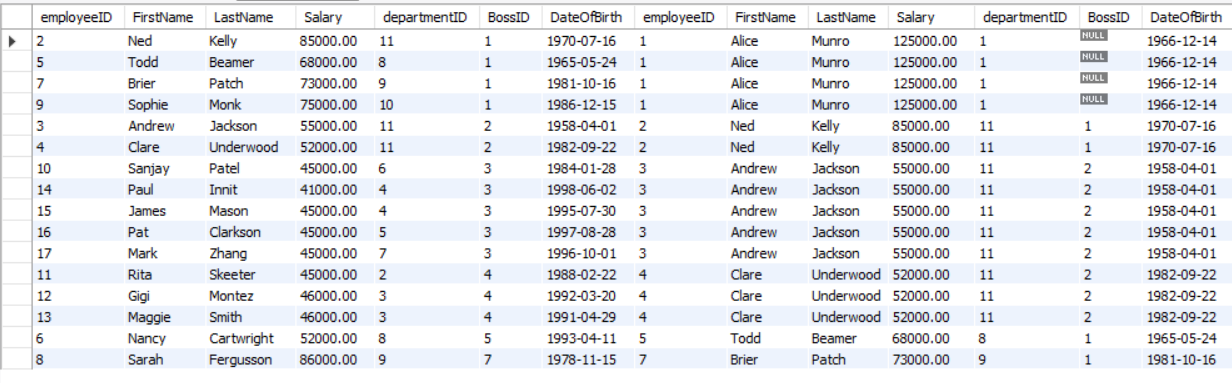 employeeID FirstName LastName Salary departmentID BossID DateOfBirth employeeID FirstName LastName Salary departmentID BossID DateOfBirth
2 Ned Kelly 85000.00 11 1 1970-07-16 1 Alice Munro 125000.00 1 NULL 1966-12-14
5 Todd Beamer 68000.00 8 1 1965-05-24 1 Alice Munro 125000.00 1 NULL 1966-12-14
7 Brier Patch 73000.00 9 1 1981-10-16 1 Alice Munro 125000.00 1 NULL 1966-12-14
9 Sophie Monk 75000.00 10 1 1986-12-15 1 Alice Munro 125000.00 1 NULL 1966-12-14
3 Andrew Jackson 55000.00 11 2 1958-04-01 2 Ned Kelly 85000.00 11 1 1970-07-16
4 Clare Underwood 52000.00 11 2 1982-09-22 2 Ned Kelly 85000.00 11 1 1970-07-16
10 Sanjay Patel 45000.00 6 3 1984-01-28 3 Andrew Jackson 55000.00 11 2 1958-04-01
14 Paul Innit 41000.00 4 3 1998-06-02 3 Andrew Jackson 55000.00 11 2 1958-04-01
15 James Mason 45000.00 4 3 1995-07-30 3 Andrew Jackson 55000.00 11 2 1958-04-01
16 Pat Clarkson 45000.00 5 3 1997-08-28 3 Andrew Jackson 55000.00 11 2 1958-04-01
17 Mark Zhang 45000.00 7 3 1996-10-01 3 Andrew Jackson 55000.00 11 2 1958-04-01
11 Rita Skeeter 45000.00 2 4 1988-02-22 4 Clare Underwood 52000.00 11 2 1982-09-22
12 Gigi Montez 46000.00 3 4 1992-03-20 4 Clare Underwood 52000.00 11 2 1982-09-22
13 Maggie Smith 46000.00 3 4 1991-04-29 4 Clare Underwood 52000.00 11 2 1982-09-22
6 Nancy Cartwright 52000.00 8 5 1993-04-11 5 Todd Beamer 68000.00 8 1 1965-05-24
8 Sarah Fergusson 86000.00 9 7 1978-11-15 7 Brier Patch 73000.00 9 1 1981-10-16